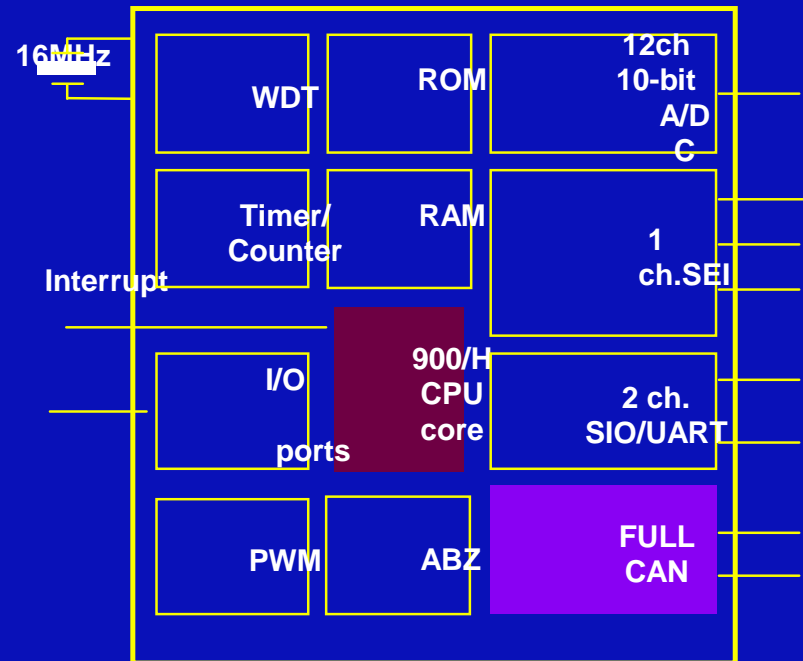 16MHz
WDT
ROM
12ch
10-bit
A/D
C
Timer/
Counter
RAM
1
ch.SEI
Interrupt
I/O
ports
900/H
CPU
core
2 ch.
SIO/UART
PWM
ABZ
FULL
CAN